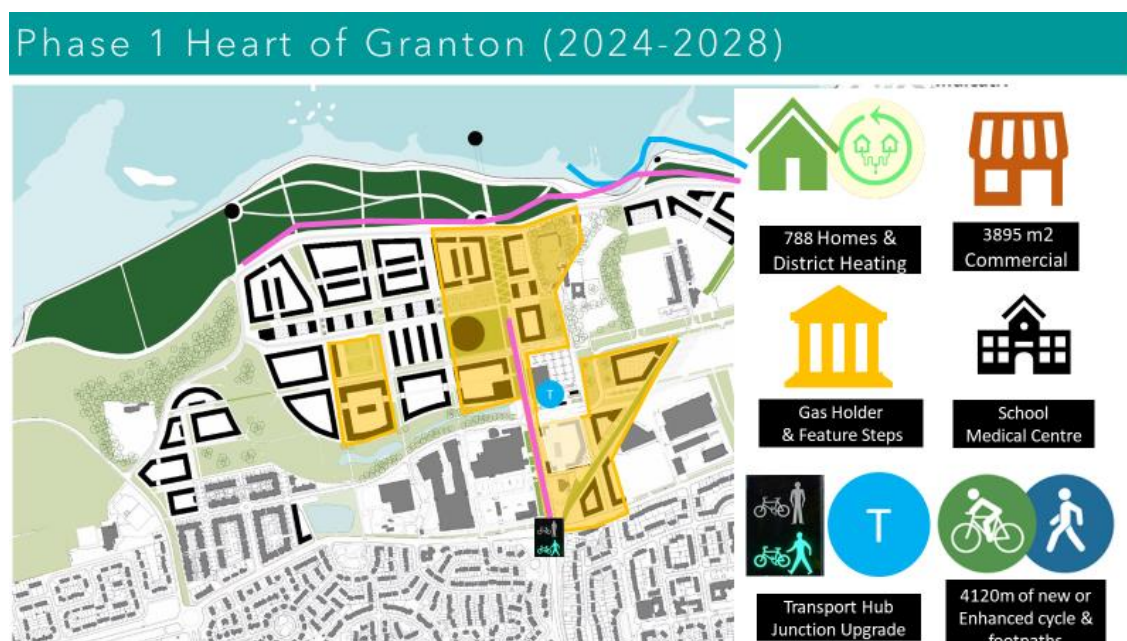 Phase 1 Heart of Granton (2024-2028)
788 Homes &
District Heating
3895 m2
Commercial
Gas Holder
& Feature Steps
School
Medical Centre
T
T
Transport Hub
Junction Upgrade
4120m of new or
Enhanced cycle &
footpaths